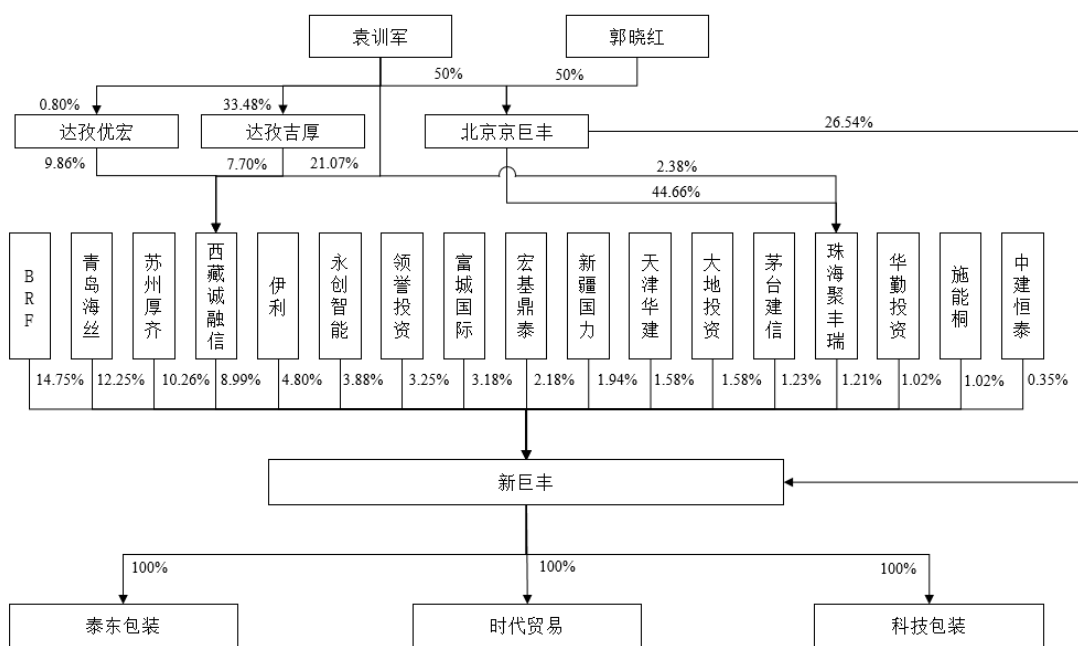 袁训军
郭晓红
50%
50%
0.80%
33.48%
达孜优宏
达孜吉厚
北京京巨丰
26.54%
9.86%
7.70%
21.07%
2.38%
44.66%
BRF
青岛海丝
苏州厚齐
西藏诚融信
伊利
永创智能
领誉投资
富城国际
宏基鼎泰
新疆国力
天津华建
大地投资
茅台建信
珠海聚丰瑞
华勤投资
施能桐
中建恒泰
14.75%
12.25%
10.26%
8.99%
4.80%
3.88%
3.25%
3.18%
2.18%
1.94%
1.58%
1.58%
1.23%
1.21%
1.02%
1.02%
0.35%
新巨丰
100%
100%
100%
泰东包装
时代贸易
科技包装